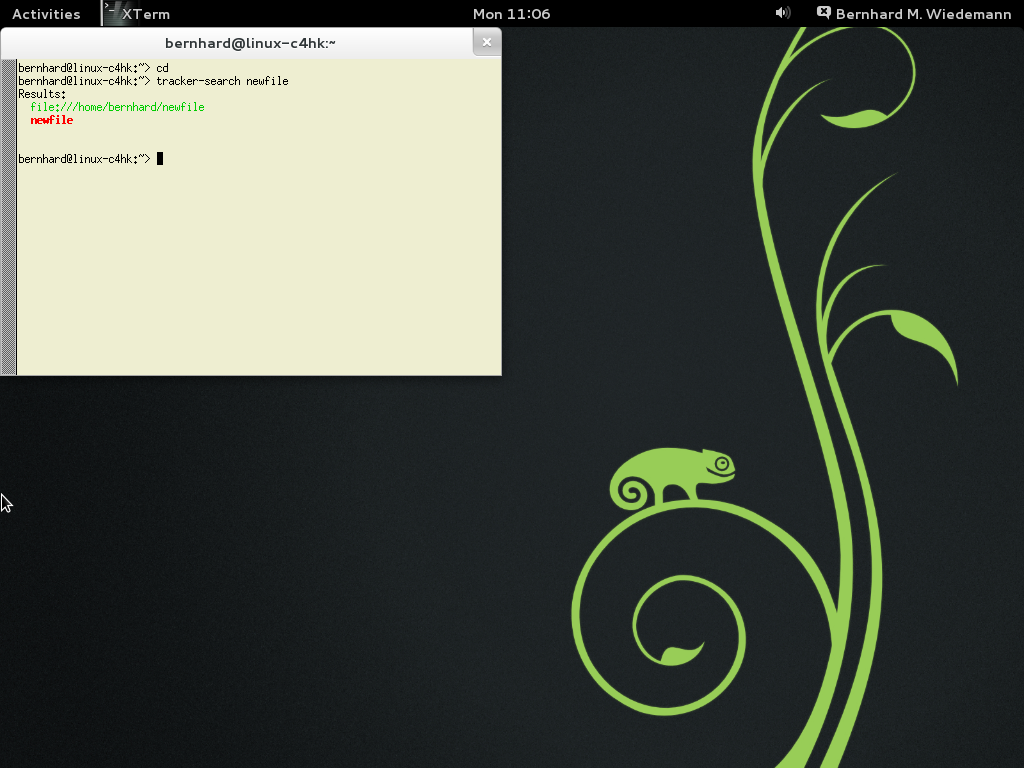 Activities XTerm Mon 11:06 Bernhard M. Wiedemann
bernhard@linux-c4hk:~
bernhard@linux-c4hk:~> cd
bernhard@linux-c4hk:~> tracker-search newfile
Results:
file:///home/bernhard/newfile
newfile
bernhard@linux-c4hk:~>